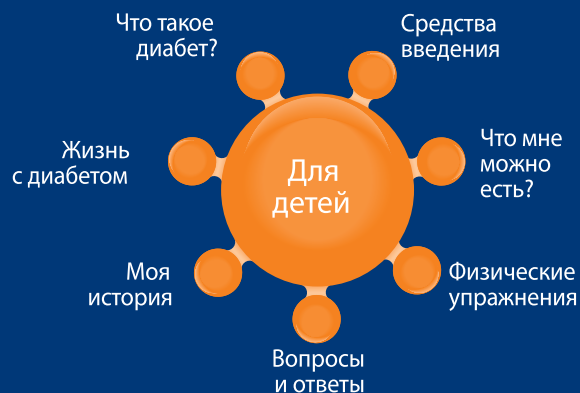 Что такое
диабет?
Средства
введения
Жизнь
с диабетом
Для
детей
Что мне
можно
есть?
Моя
история
Физические
упражнения
Вопросы
и ответы